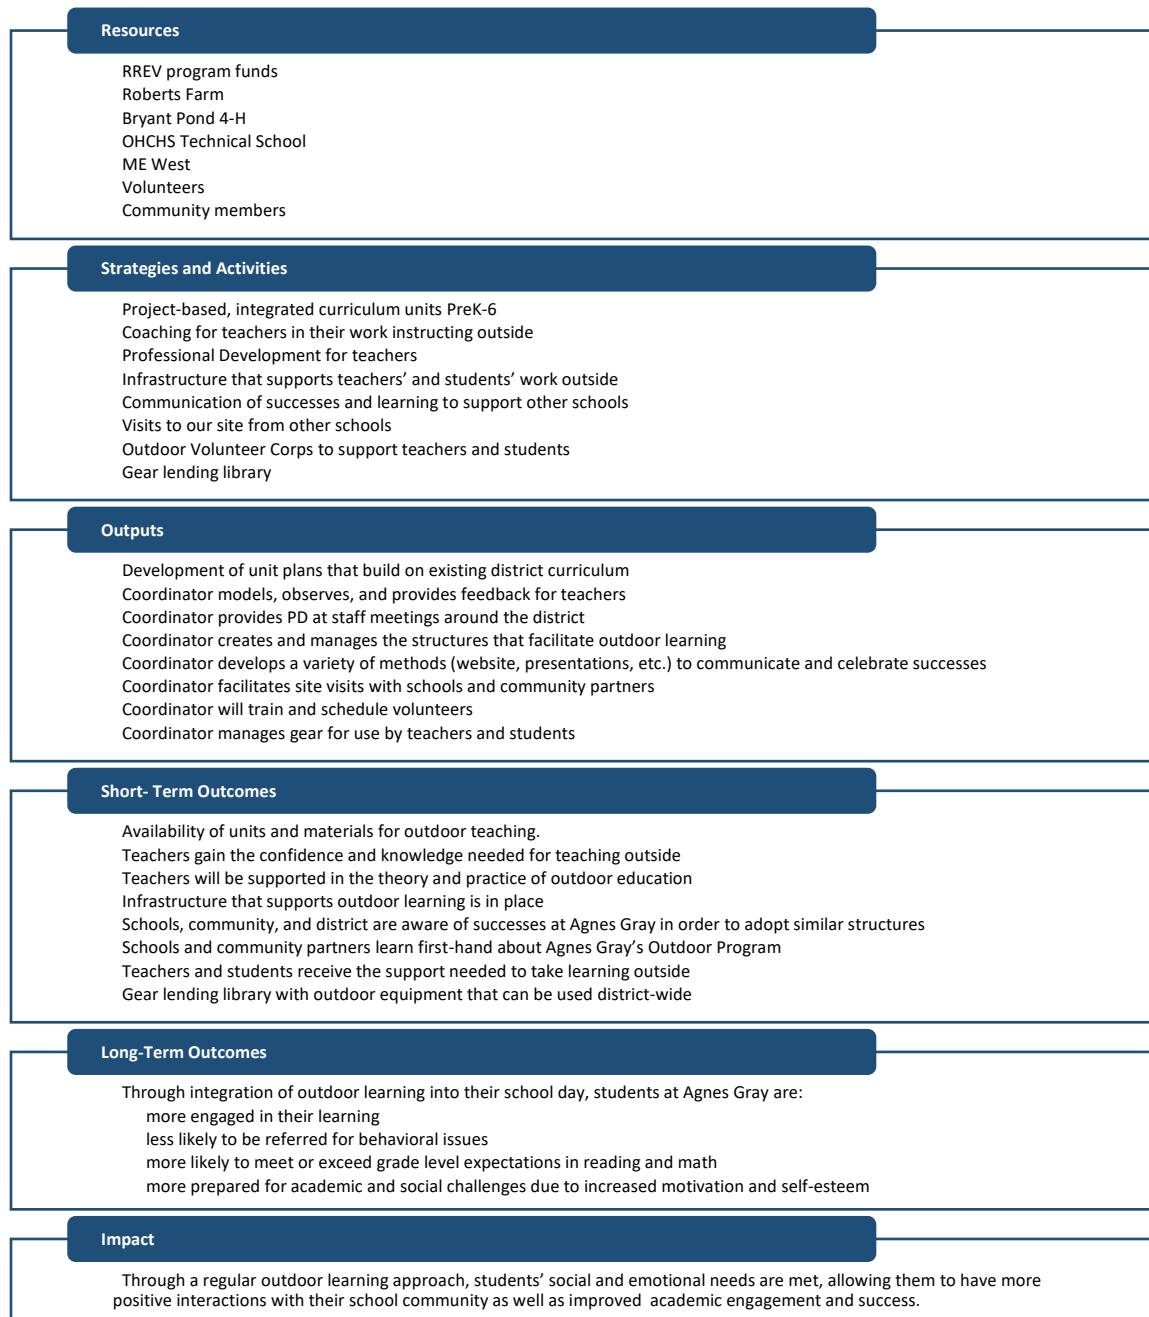 Resources
RREV program funds
Roberts Farm
Bryant Pond 4-H
OHCHS Technical School
ME West
Volunteers
Community members
Strategies and Activities
Project-based, integrated curriculum units PreK-6
Coaching for teachers in their work instructing outside
Professional Development for teachers
Infrastructure that supports teachers’ and students’ work outside
Communication of successes and learning to support other schools
Visits to our site from other schools
Outdoor Volunteer Corps to support teachers and students
Gear lending library
Outputs
Development of unit plans that build on existing district curriculum
Coordinator models, observes, and provides feedback for teachers
Coordinator provides PD at staff meetings around the district
Coordinator creates and manages the structures that facilitate outdoor learning
Coordinator develops a variety of methods (website, presentations, etc.) to communicate and celebrate successes
Coordinator facilitates site visits with schools and community partners
Coordinator will train and schedule volunteers
Coordinator manages gear for use by teachers and students
Short- Term Outcomes
Availability of units and materials for outdoor teaching.
Teachers gain the confidence and knowledge needed for teaching outside
Teachers will be supported in the theory and practice of outdoor education
Infrastructure that supports outdoor learning is in place
Schools, community, and district are aware of successes at Agnes Gray in order to adopt similar structures
Schools and community partners learn first-hand about Agnes Gray’s Outdoor Program
Teachers and students receive the support needed to take learning outside
Gear lending library with outdoor equipment that can be used district-wide
Long-Term Outcomes
Through integration of outdoor learning into their school day, students at Agnes Gray are:
more engaged in their learning
less likely to be referred for behavioral issues
more likely to meet or exceed grade level expectations in reading and math
more prepared for academic and social challenges due to increased motivation and self-esteem
Impact
Through a regular outdoor learning approach, students’ social and emotional needs are met, allowing them to have more
positive interactions with their school community as well as improved academic engagement and success.